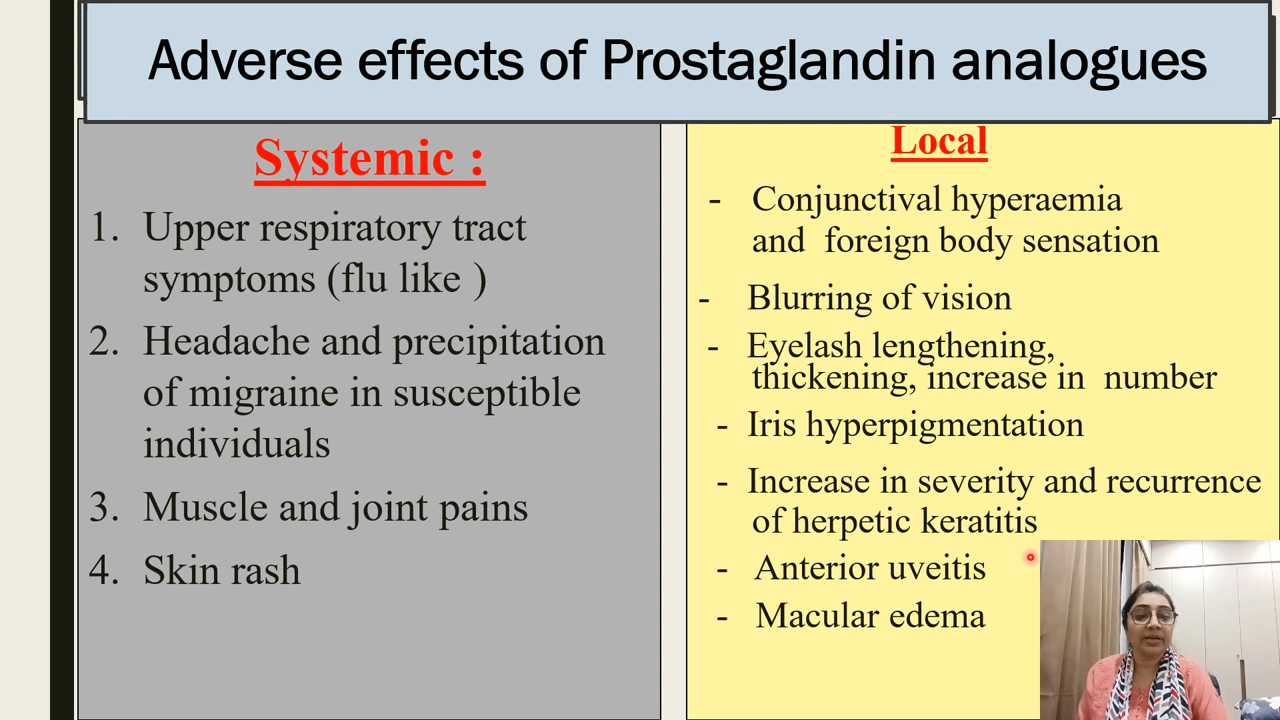 Adverse effects of Prostaglandin analogues
Systemic :
1. Upper respiratory tract
symptoms (flu like )
2. Headache and precipitation
of migraine in susceptible
individuals
3. Muscle and joint pains
4. Skin rash
Local
- Conjunctival hyperaemia
and foreign body sensation
- Blurring of vision
- Eyelash lengthening,
thickening, increase in number
- Iris hyperpigmentation
- Increase in severity and recurrence
of herpetic keratitis
- Anterior uveitis
- Macular edema